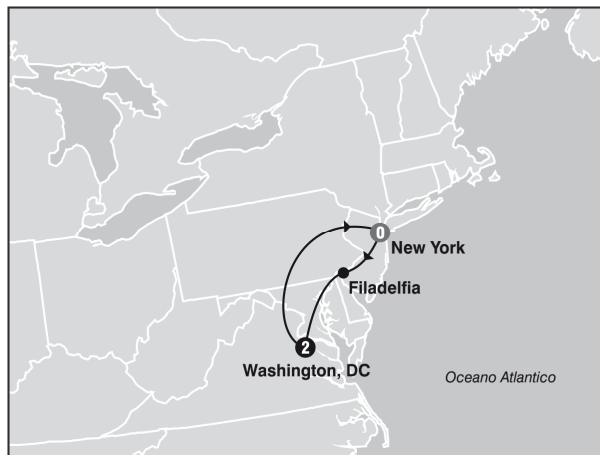 0
New York
Filadelfia
2
Washington, DC
Oceano Atlantico